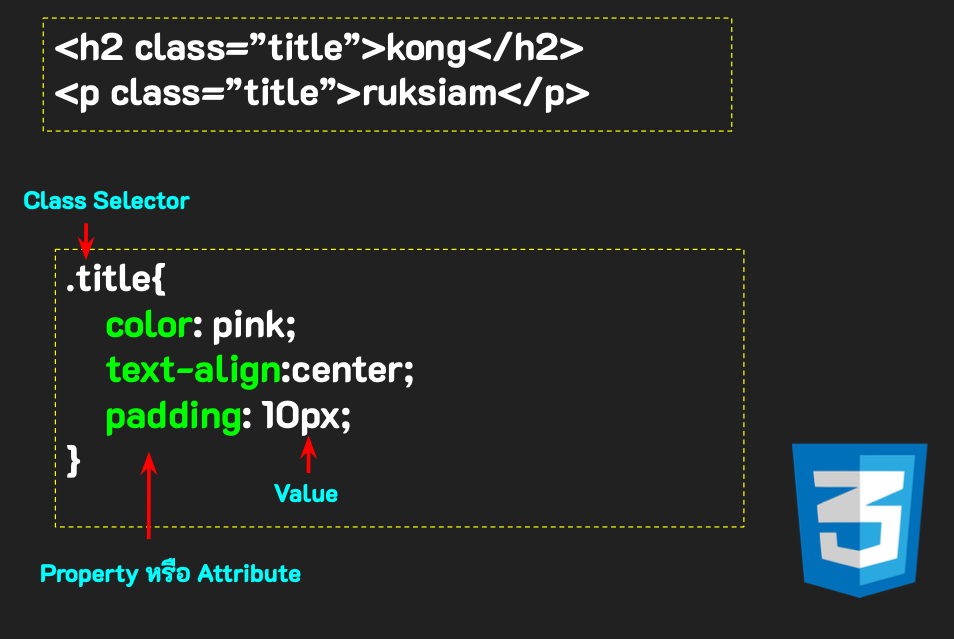 <h2 class=”title”>kong</h2>
<p class=”title”>ruksiam</p>
Class Selector
.title{
color: pink;
text-align:center;
padding: 10px;
}
Value
Property หรือ Attribute
3